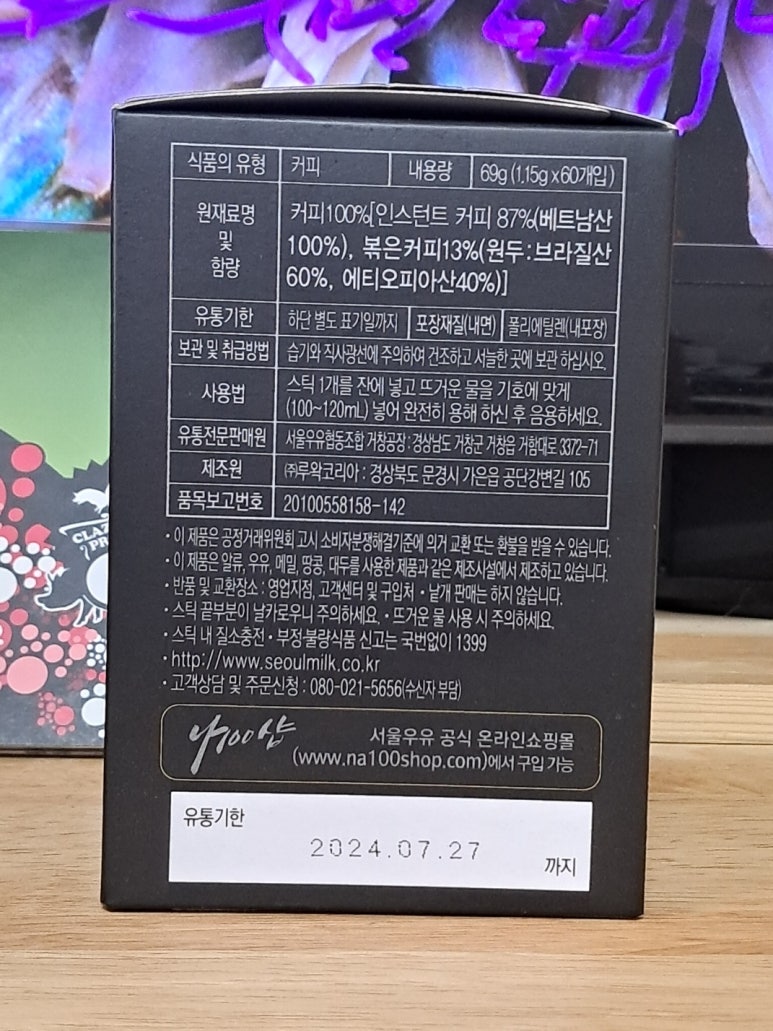 식품의 유형 커피 내용량 69g (1.15g x60개입)
원재료명 및 함량
커피100%[인스턴트 커피 87%(베트남산
100%), 볶은커피13%(원두:브라질산
60%, 에티오피아산40%)]
유통기한 하단 별도 표기일까지 포장재질(내면) 폴리에틸렌(내포장)
보관 및 취급방법 습기와 직사광선에 주의하여 건조하고 서늘한 곳에 보관 하십시오.
사용법
스틱 1개를 잔에 넣고 뜨거운 물을 기호에 맞게
(100~120mL) 넣어 완전히 용해 하신 후 음용하세요.
유통전문판매원 서울우유협동조합 거창공장 : 경상남도 거창군 거창읍 거함대로 3372-71
제조원 ㈜루왁코리아 : 경상북도 문경시 가은읍 공단강변길 105
품목보고번호 20100558158-142
· 이 제품은 공정거래위원회 고시 소비자분쟁해결기준에 의거 교환 또는 환불을 받을 수 있습니다.
· 이 제품은 알류, 우유, 메밀, 땅콩, 대두를 사용한 제품과 같은 제조시설에서 제조하고 있습니다.
· 반품 및 교환장소 : 영업지점, 고객센터 및 구입처 · 낱개 판매는 하지 않습니다.
· 스틱 끝부분이 날카로우니 주의하세요. · 뜨거운 물 사용 시 주의하세요.
· 스틱 내 질소충전 · 부정·불량식품 신고는 국번없이 1399
· http://www.seoulmilk.co.kr
· 고객상담 및 주문신청 : 080-021-5656(수신자 부담)
나100샵 서울우유 공식 온라인쇼핑몰
(www.na100shop.com)에서 구입 가능
유통기한
2024.07.27
까지